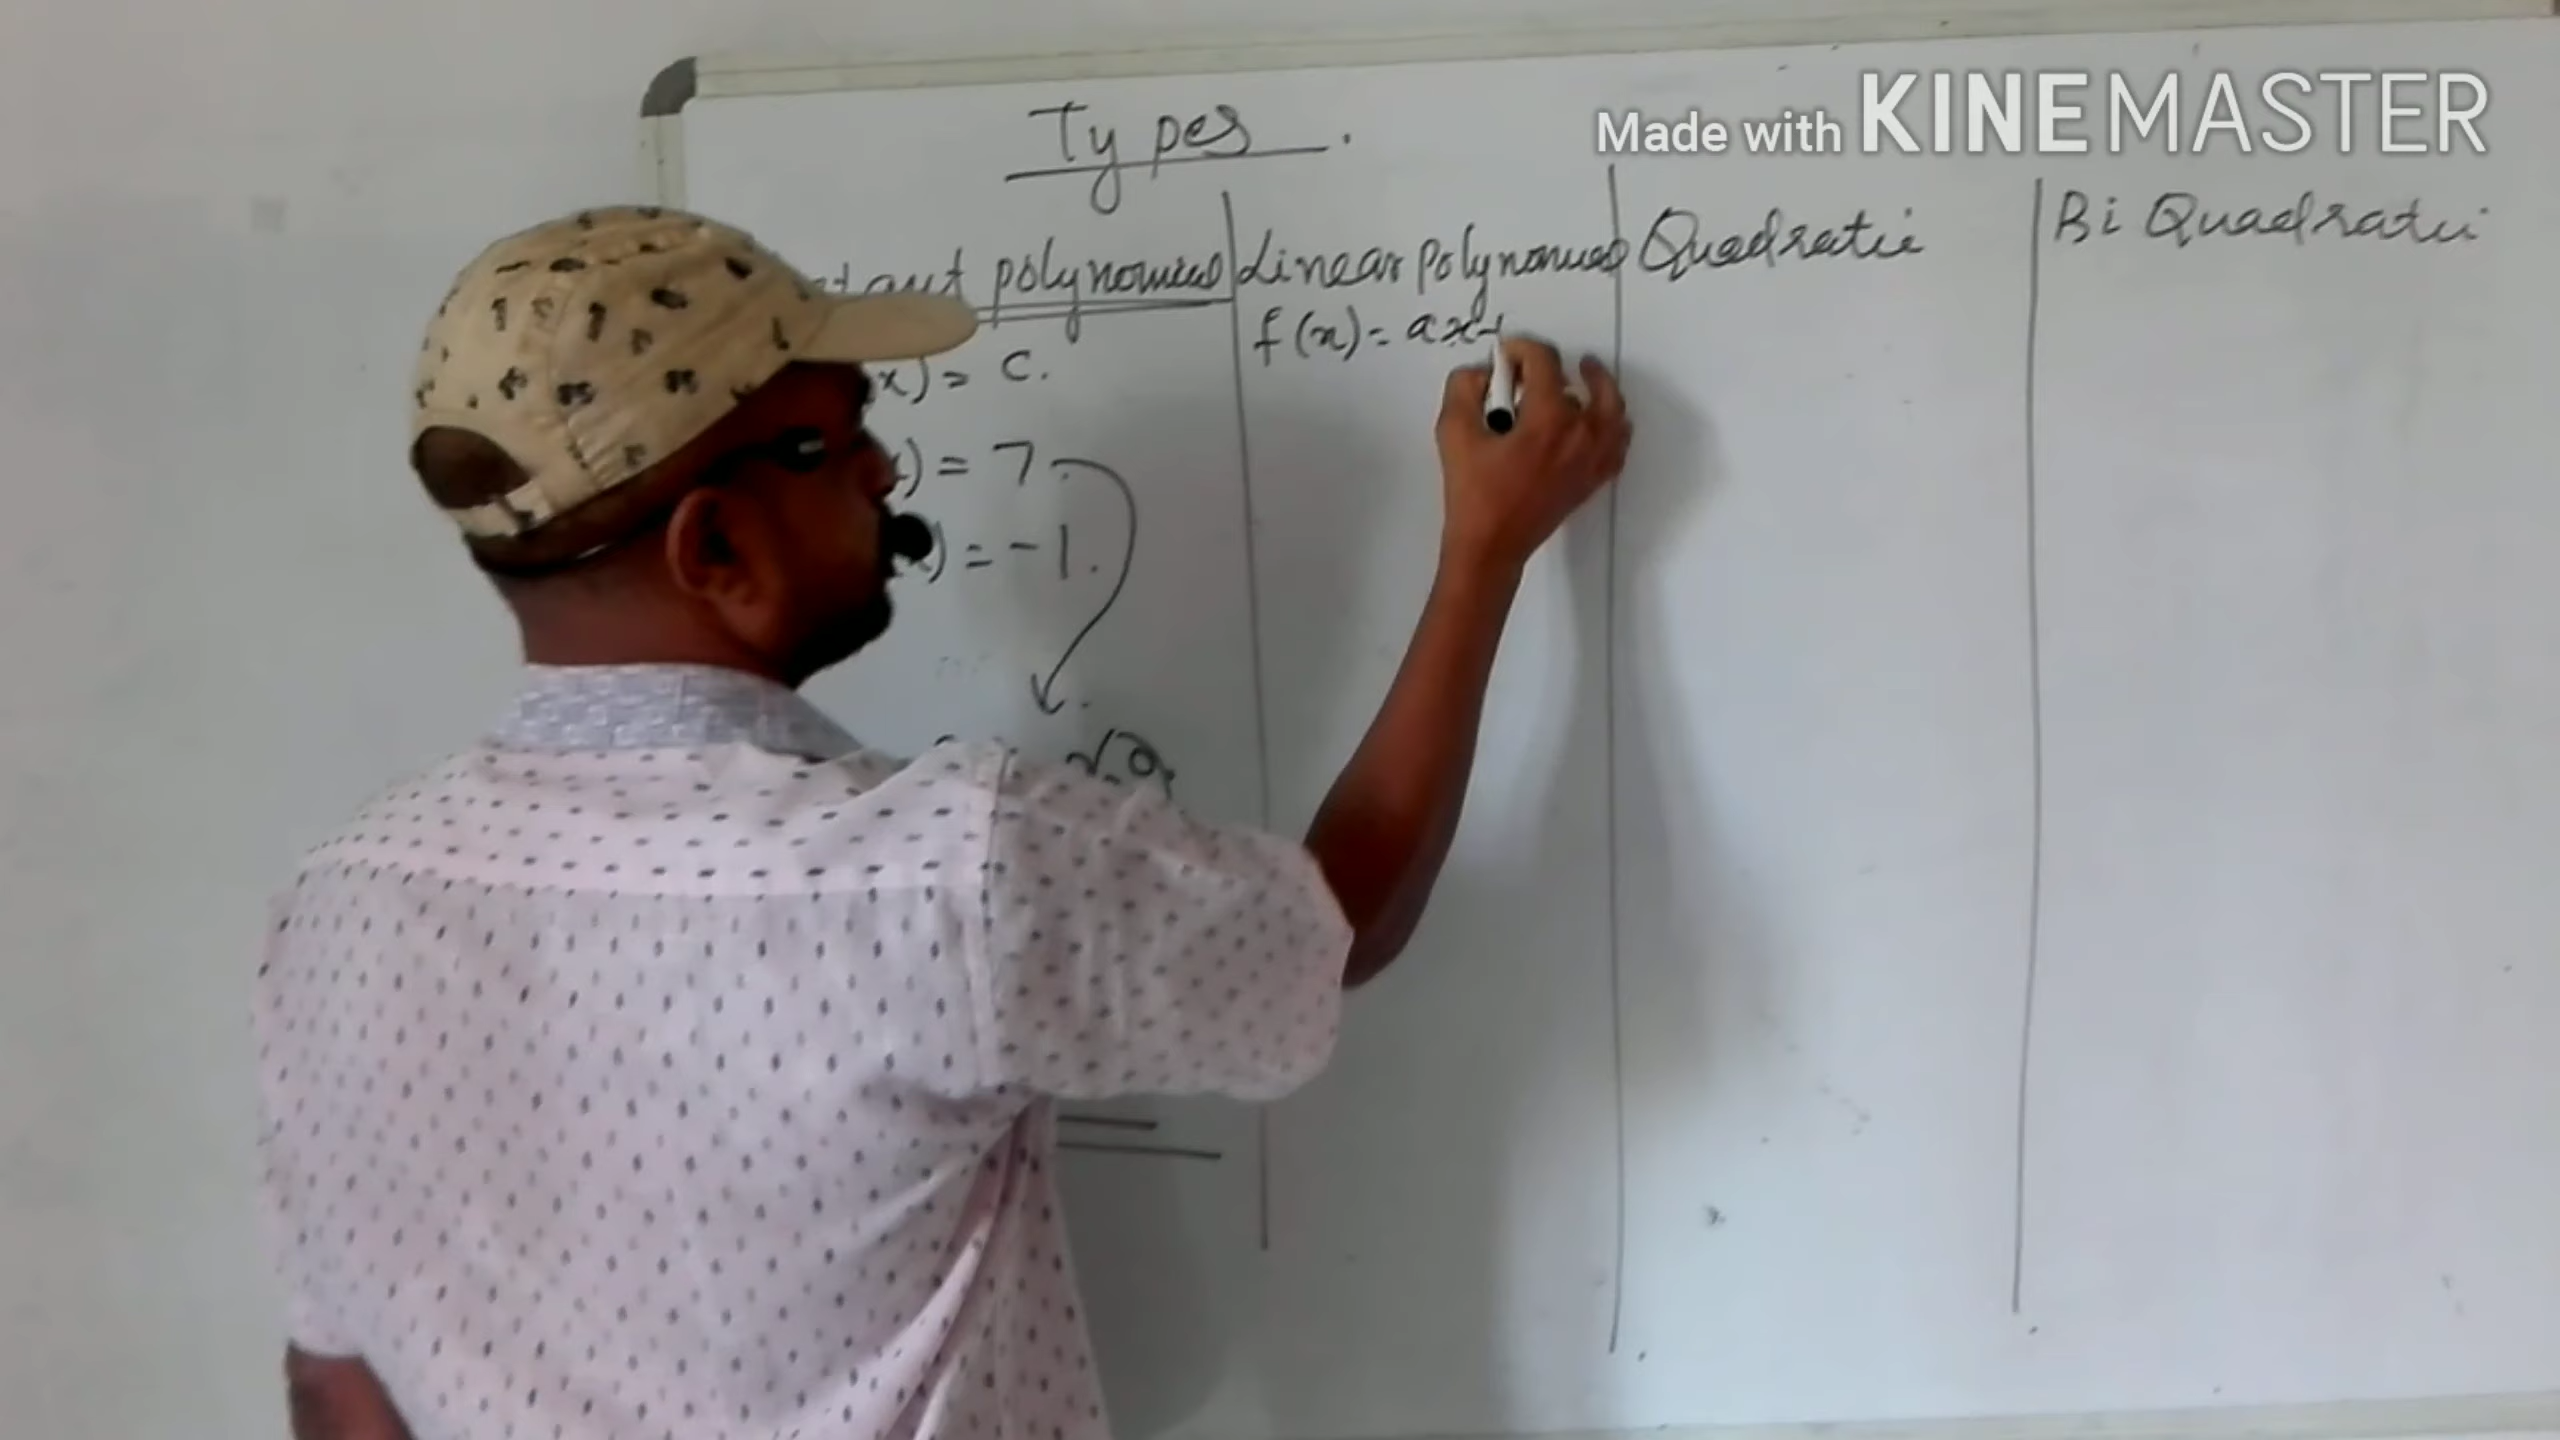 Types.
Made with KINEMASTER
polynomial
Linear Polynomial
Quadratic
Bi Quadratic
x) = c.
) = 7.
x) = -1.
f(x) = ax+